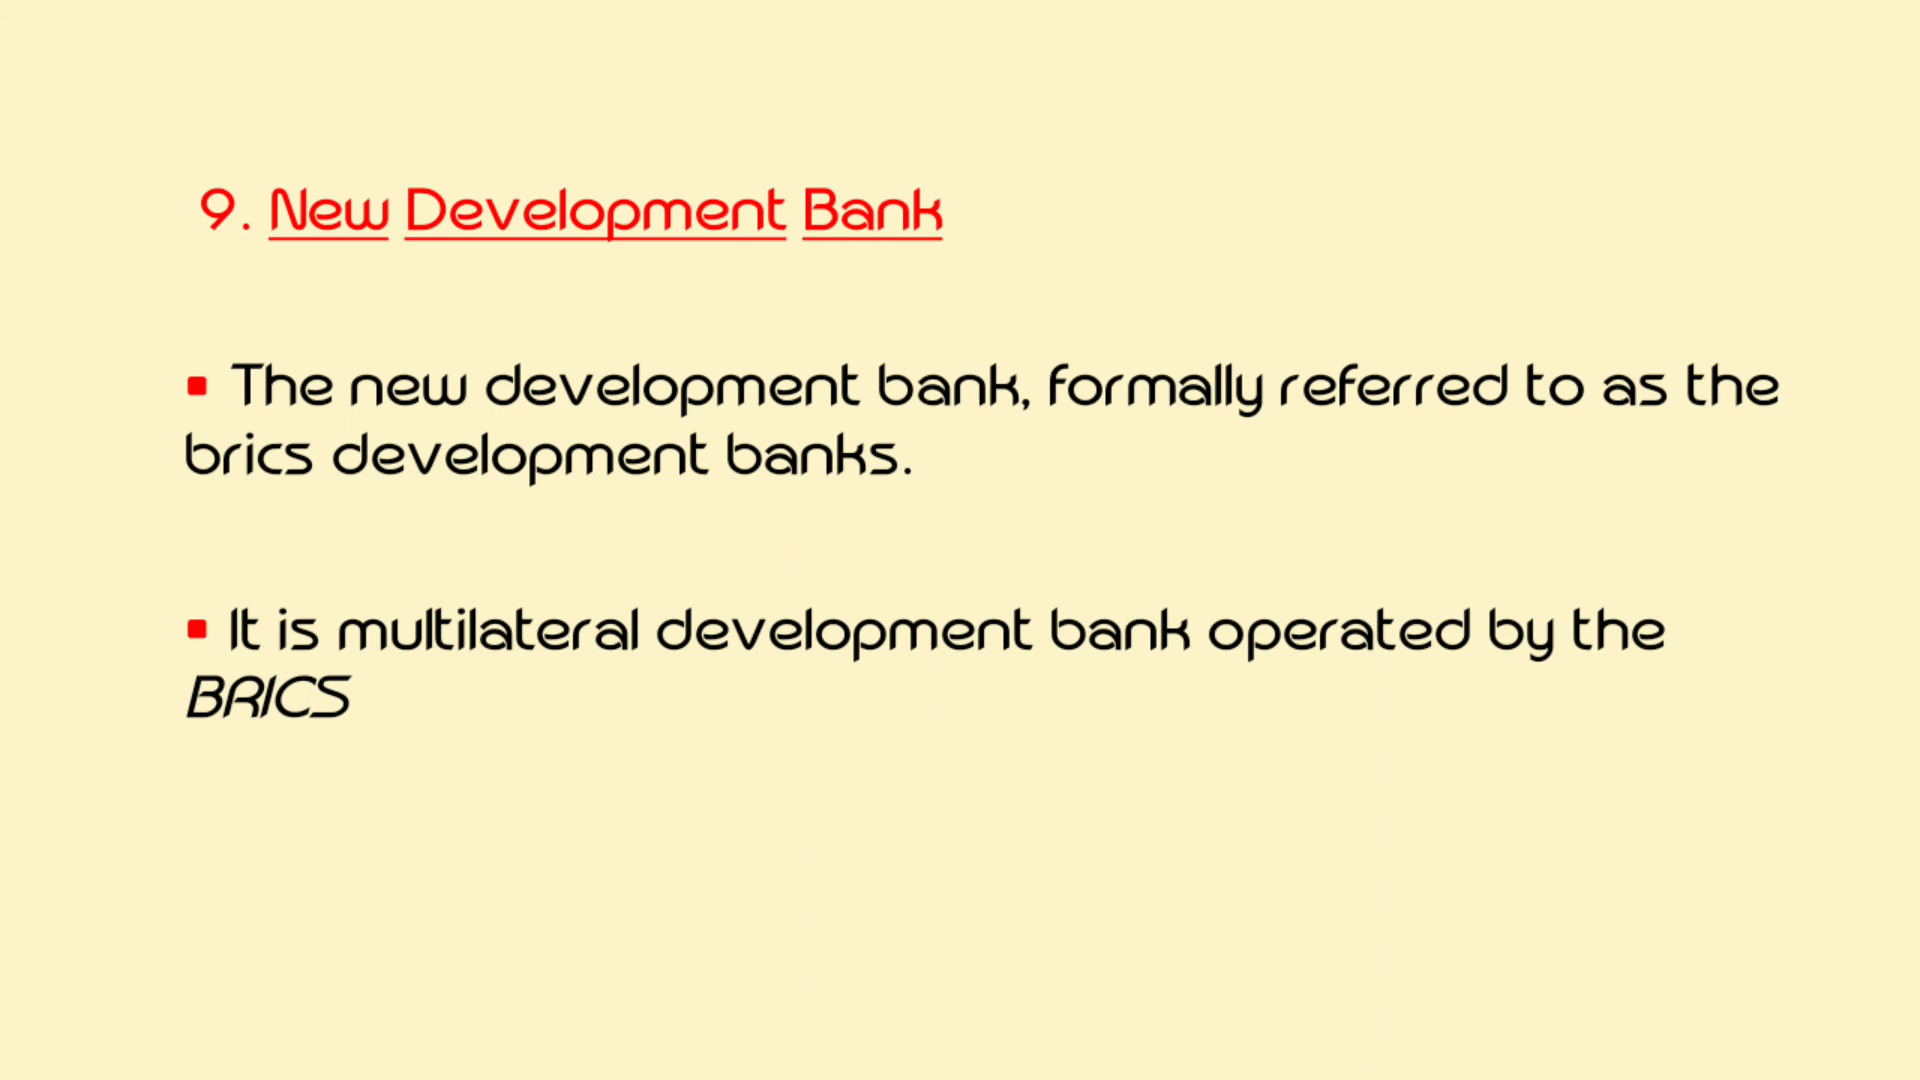 9. New Development Bank
▪ The new development bank, formally referred to as the
brics development banks.
▪ It is multilateral development bank operated by the
BRICS